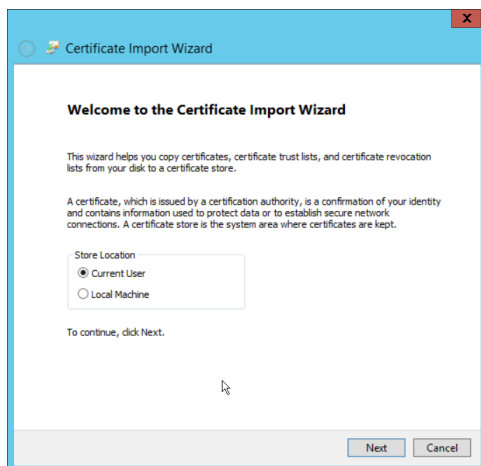 X
Certificate Import Wizard
Welcome to the Certificate Import Wizard
This wizard helps you copy certificates, certificate trust lists, and certificate revocation
lists from your disk to a certificate store.
A certificate, which is issued by a certification authority, is a confirmation of your identity
and contains information used to protect data or to establish secure network
connections. A certificate store is the system area where certificates are kept.
Store Location
Current User
Local Machine
To continue, click Next.
Next Cancel